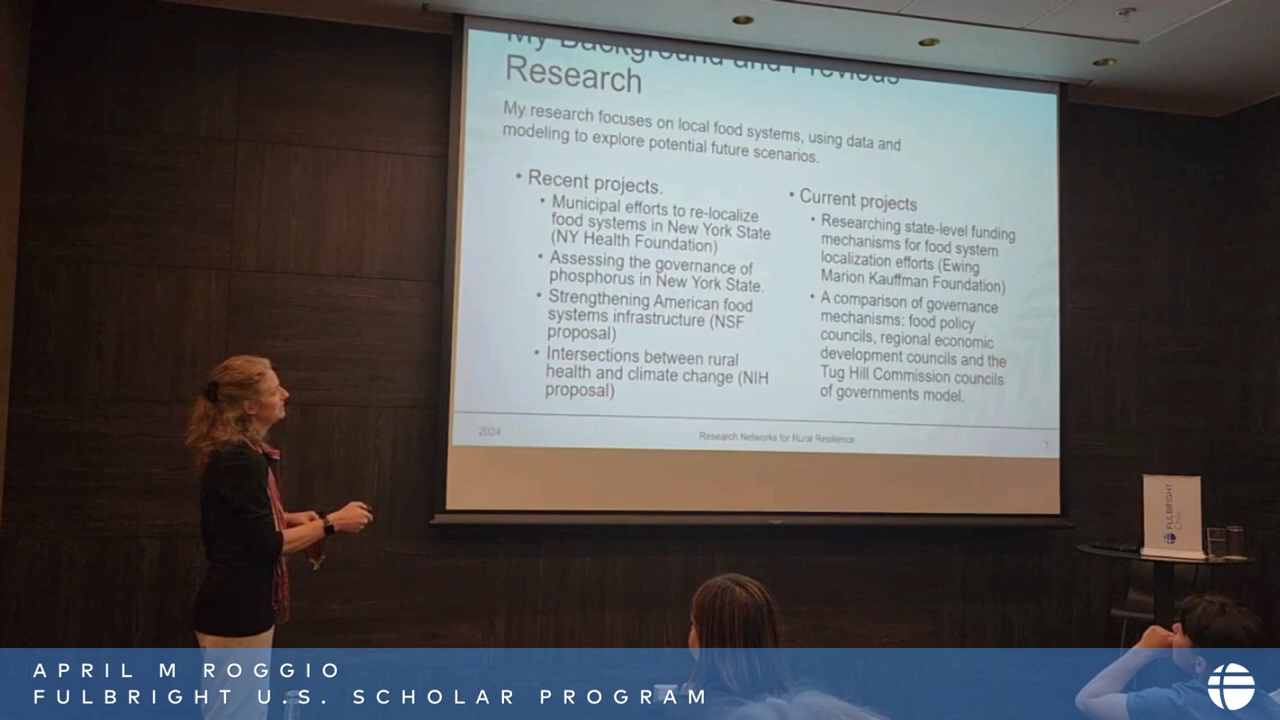 My Background and Previous
Research
My research focuses on local food systems, using data and
modeling to explore potential future scenarios.
• Recent projects.
• Municipal efforts to re-localize
food systems in New York State
(NY Health Foundation)
• Assessing the governance of
phosphorus in New York State.
• Strengthening American food
systems infrastructure (NSF
proposal)
• Intersections between rural
health and climate change (NIH
proposal)
• Current projects
• Researching state-level funding
mechanisms for food system
localization efforts (Ewing
Marion Kauffman Foundation)
• A comparison of governance
mechanisms: food policy
councils, regional economic
development councils and the
Tug Hill Commission councils
of governments model.
2024
Research Networks for Rural Resilience
FULBRIGHT
Chile
APRIL M ROGGIO
FULBRIGHT U.S. SCHOLAR PROGRAM